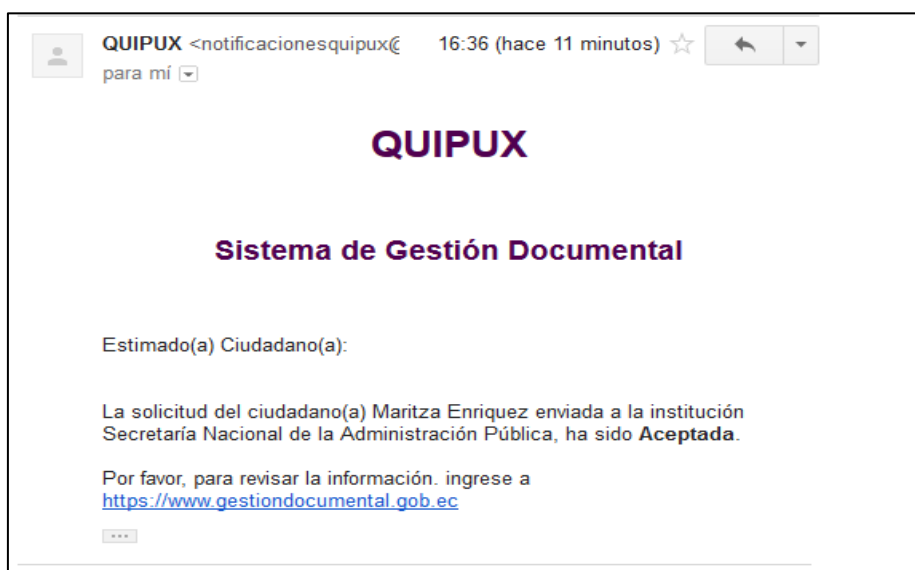 QUIPUX <notificacionesquipux@ 16:36 (hace 11 minutos)
para mí
QUIPUX
Sistema de Gestión Documental
Estimado(a) Ciudadano(a):
La solicitud del ciudadano(a) Maritza Enriquez enviada a la institución
Secretaría Nacional de la Administración Pública, ha sido Aceptada.
Por favor, para revisar la información. ingrese a
https://www.gestiondocumental.gob.ec